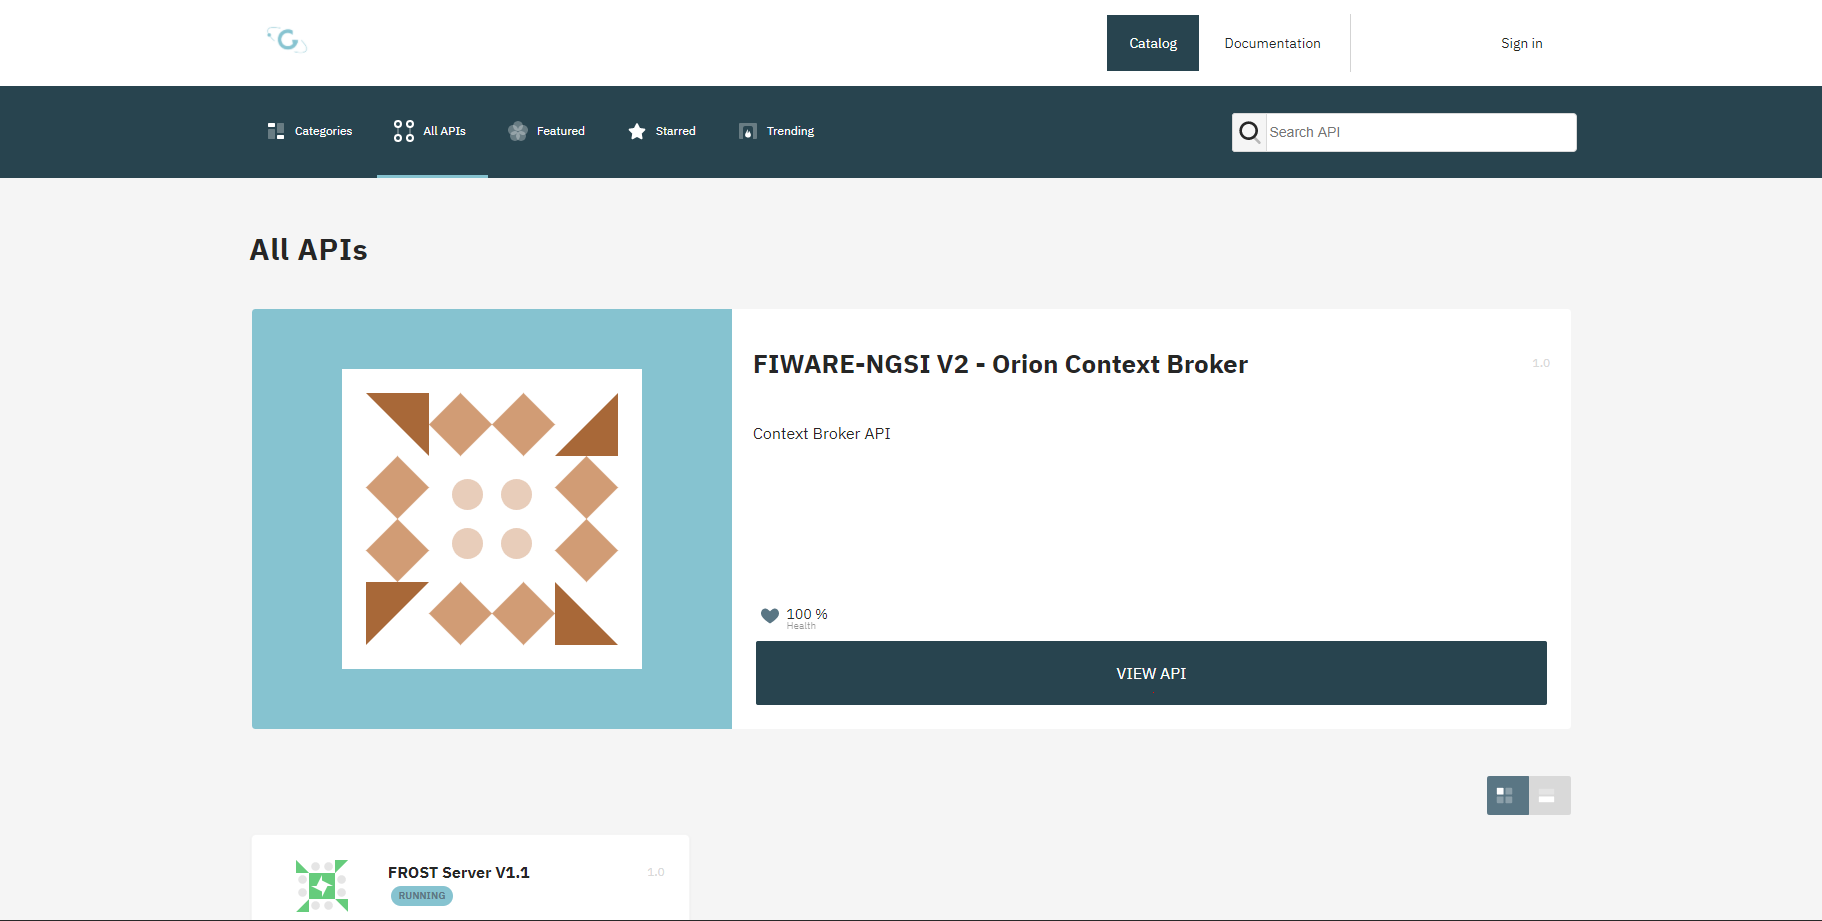 Catalog
Documentation
Sign in
Categories
All APIs
Featured
Starred
Trending
Search API
All APIs
FIWARE-NGSI V2 - Orion Context Broker
1.0
Context Broker API
100 %
Health
VIEW API
FROST Server V1.1
1.0
RUNNING